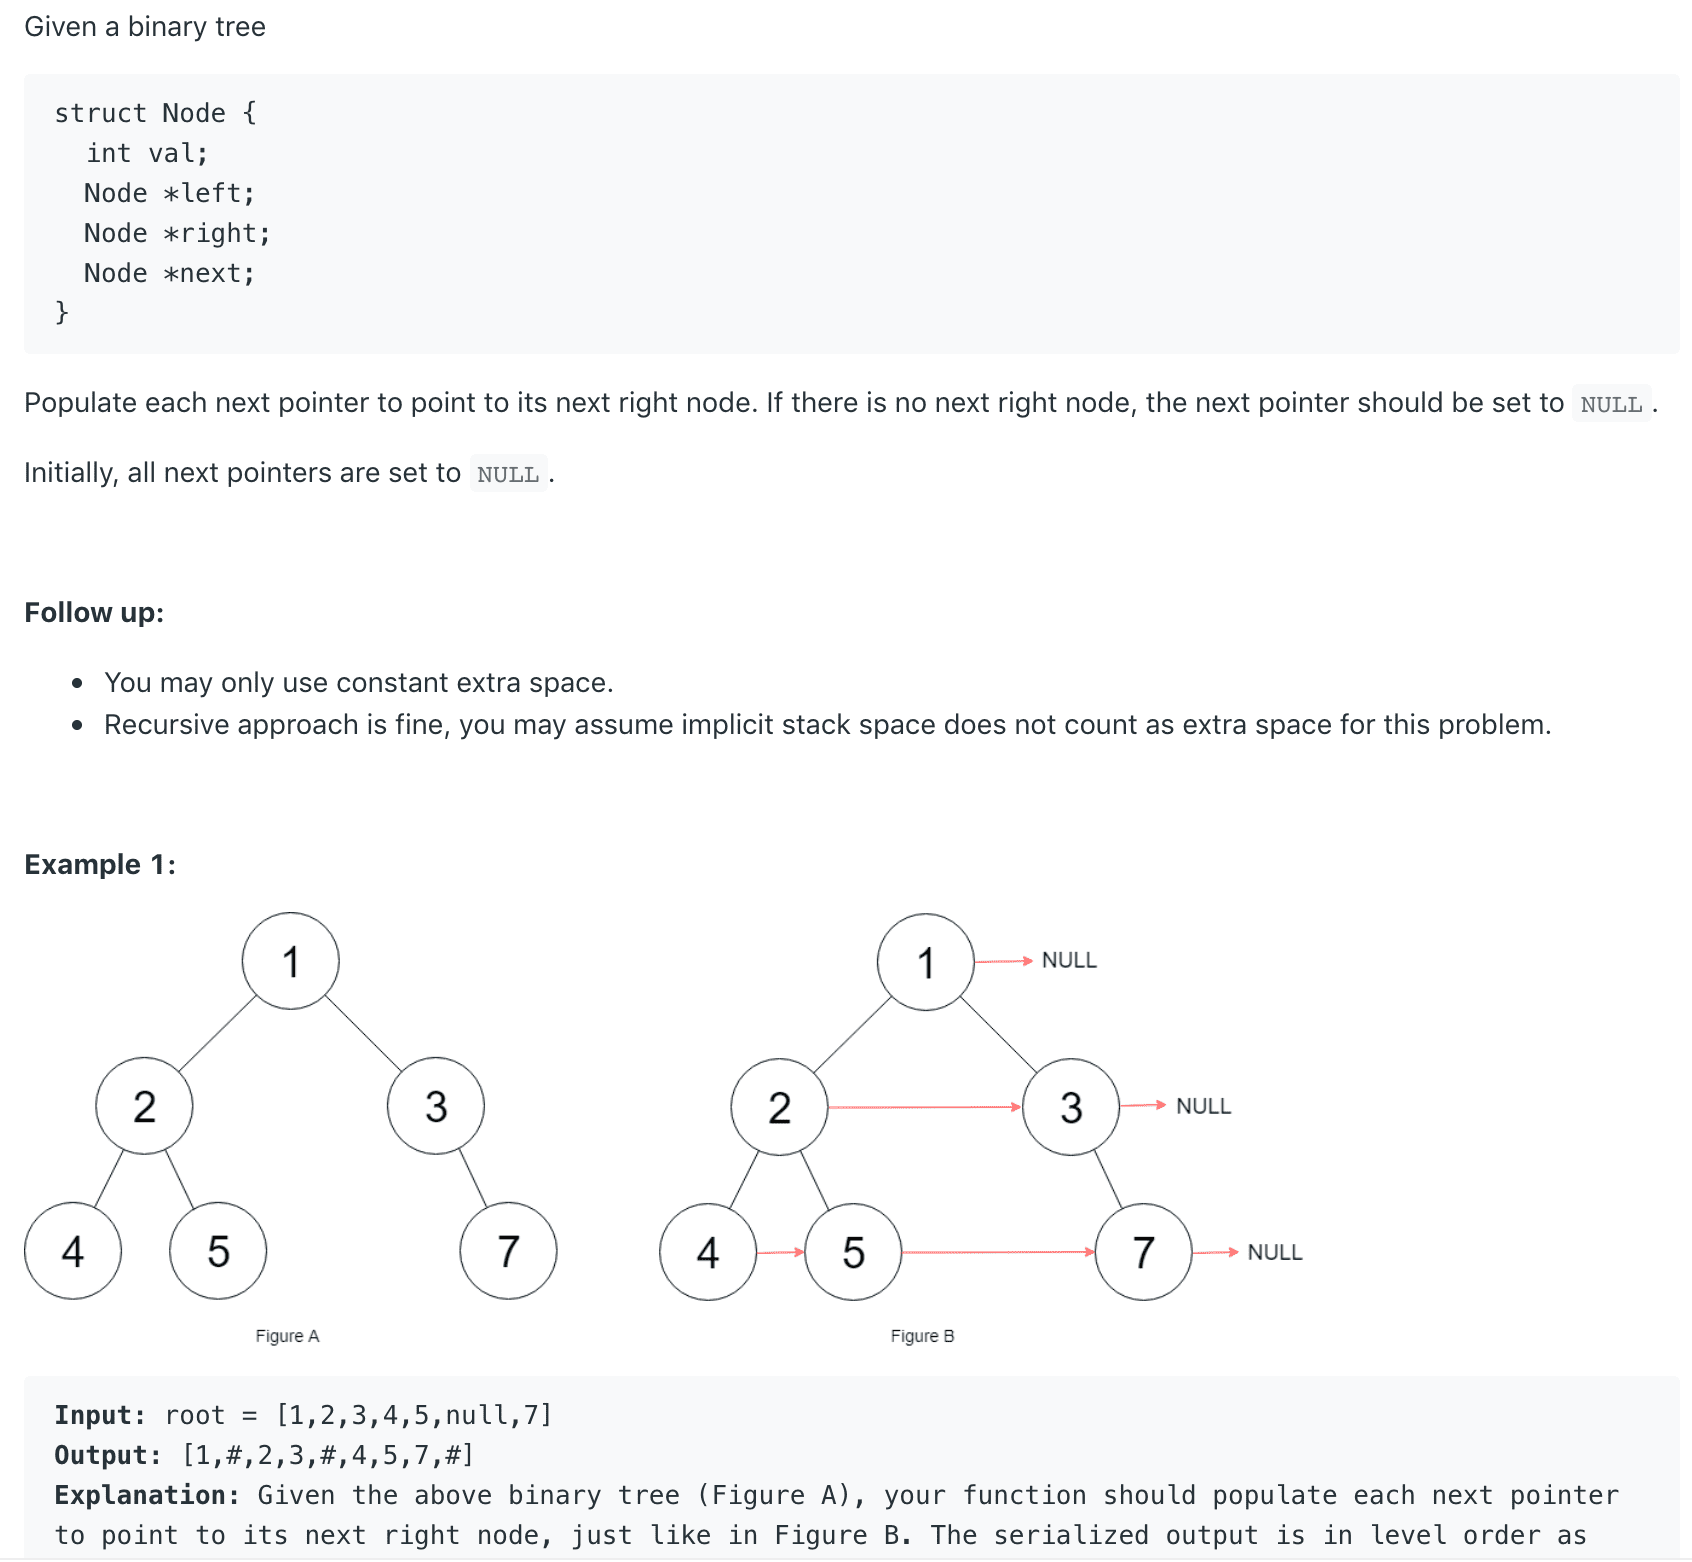 Given a binary tree
struct Node {
  int val;
  Node *left;
  Node *right;
  Node *next;
}
Populate each next pointer to point to its next right node. If there is no next right node, the next pointer should be set to NULL.
Initially, all next pointers are set to NULL.
Follow up:
• You may only use constant extra space.
• Recursive approach is fine, you may assume implicit stack space does not count as extra space for this problem.
Example 1:
1 1 NULL
2 3 2 3 NULL
4 5 7 4 5 7 NULL
Figure A Figure B
Input: root = [1,2,3,4,5,null,7]
Output: [1,#,2,3,#,4,5,7,#]
Explanation: Given the above binary tree (Figure A), your function should populate each next pointer
to point to its next right node, just like in Figure B. The serialized output is in level order as